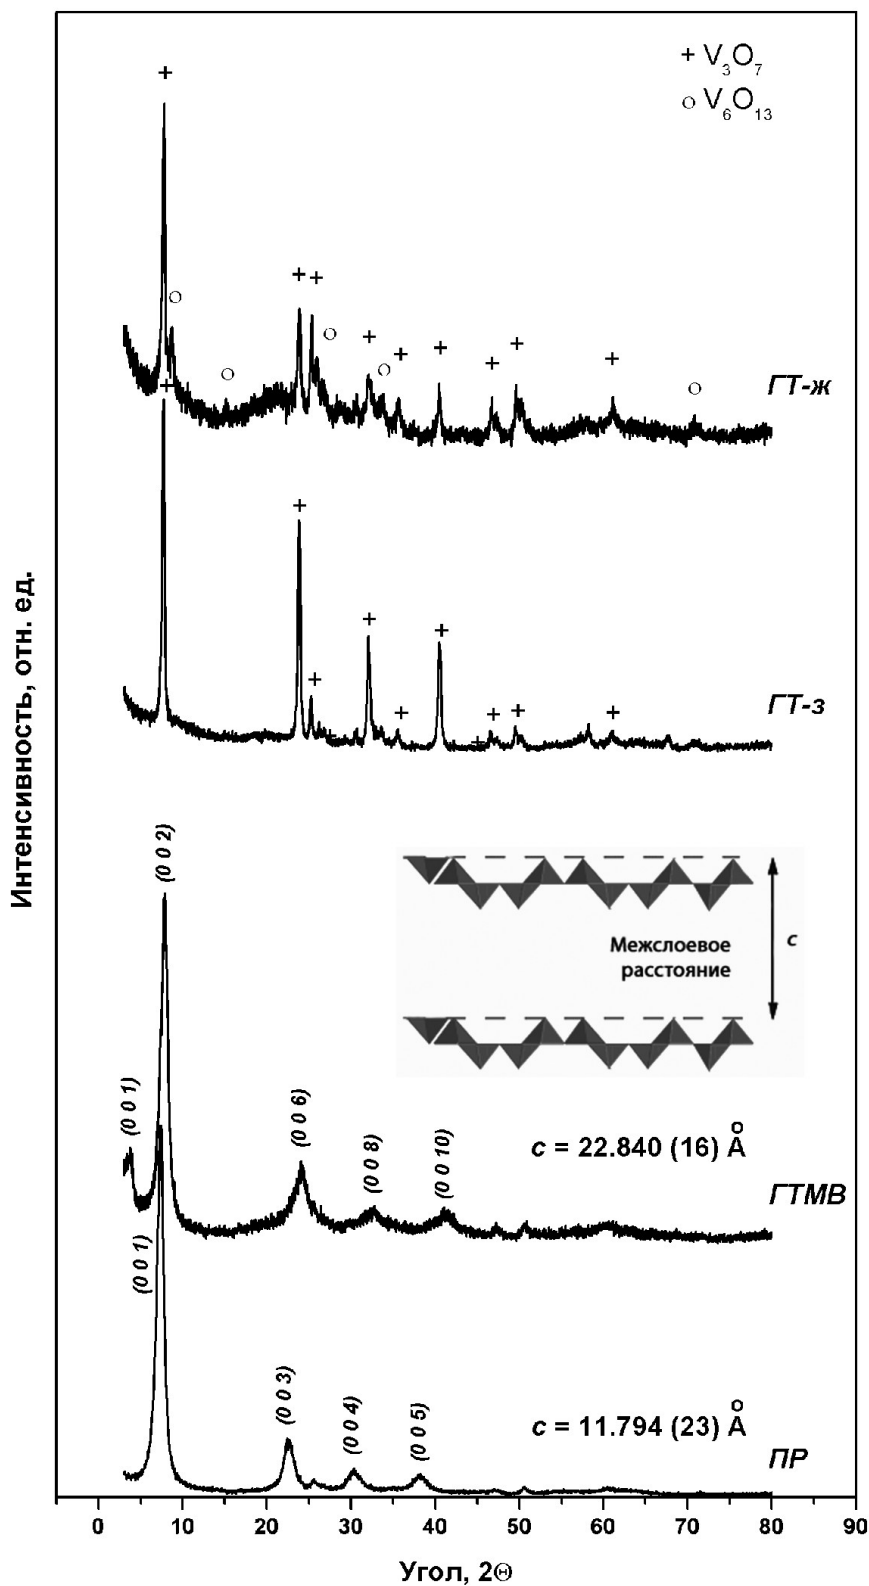 + V3O7
○ V6O13
ГТ-ж
ГТ-з
Интенсивность, отн. ед.
(0 0 2)
Межслоевое
расстояние
c
(0 0 1)
(0 0 6)
(0 0 8)
(0 0 10)
c = 22.840 (16) Å
ГТМВ
(0 0 1)
(0 0 3)
(0 0 4)
(0 0 5)
c = 11.794 (23) Å
ПР
0 10 20 30 40 50 60 70 80 90
Угол, 2Θ